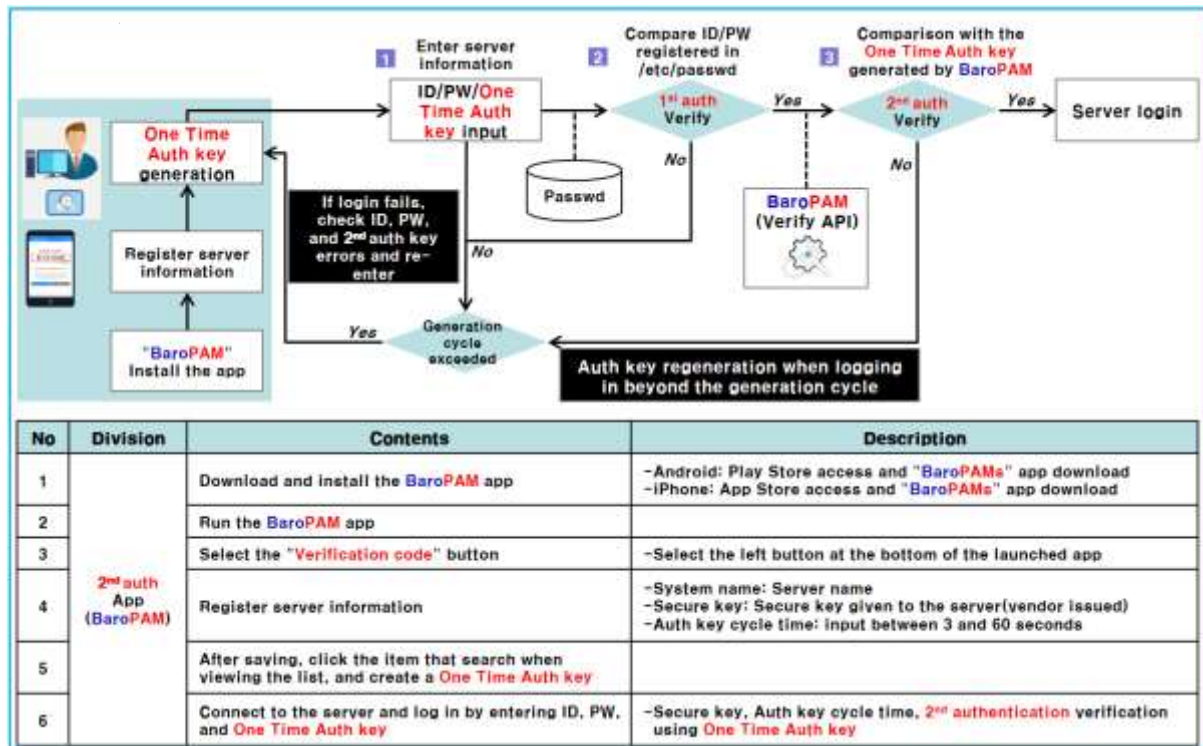 1
Enter server
information
ID/PW/One
Time Auth
key input
2
Compare ID/PW
registered in
/etc/passwd
1st auth
Verify
Yes
3
Comparison with the
One Time Auth key
generated by BaroPAM
2nd auth
Verify
Yes
Server login
One Time
Auth key
generation
No
No
Passwd
BaroPAM
(Verify API)
If login fails,
check ID, PW,
and 2nd auth key
errors and re-
enter
No
Register server
information
Yes
Generation
cycle
exceeded
"BaroPAM"
Install the app
Auth key regeneration when logging
in beyond the generation cycle
No Division Contents Description
1 Download and install the BaroPAM app
-Android: Play Store access and "BaroPAMs" app download
-iPhone: App Store access and "BaroPAMs" app download
2 Run the BaroPAM app
3 Select the "Verification code" button -Select the left button at the bottom of the launched app
2nd auth
App
(BaroPAM)
4 Register server information
-System name: Server name
-Secure key: Secure key given to the server(vendor issued)
-Auth key cycle time: input between 3 and 60 seconds
5 After saving, click the item that search when
viewing the list, and create a One Time Auth key
6 Connect to the server and log in by entering ID, PW,
and One Time Auth key
-Secure key, Auth key cycle time, 2nd authentication verification
using One Time Auth key